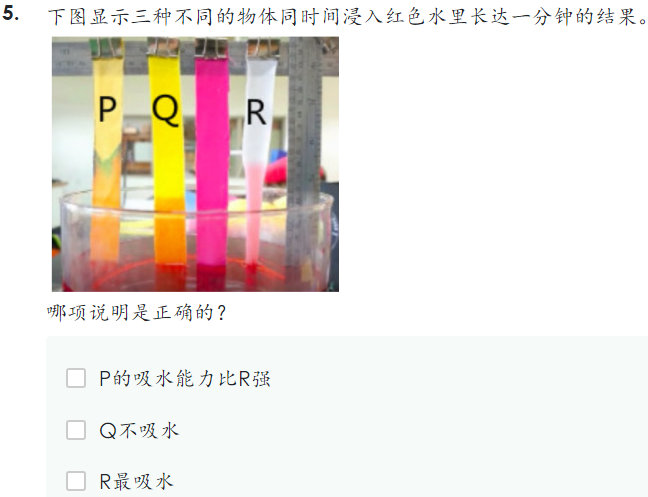 5. 下图显示三种不同的物体同时间浸入红色水里长达一分钟的结果。
P Q R
哪项说明是正确的?
P的吸水能力比R强
Q不吸水
R最吸水